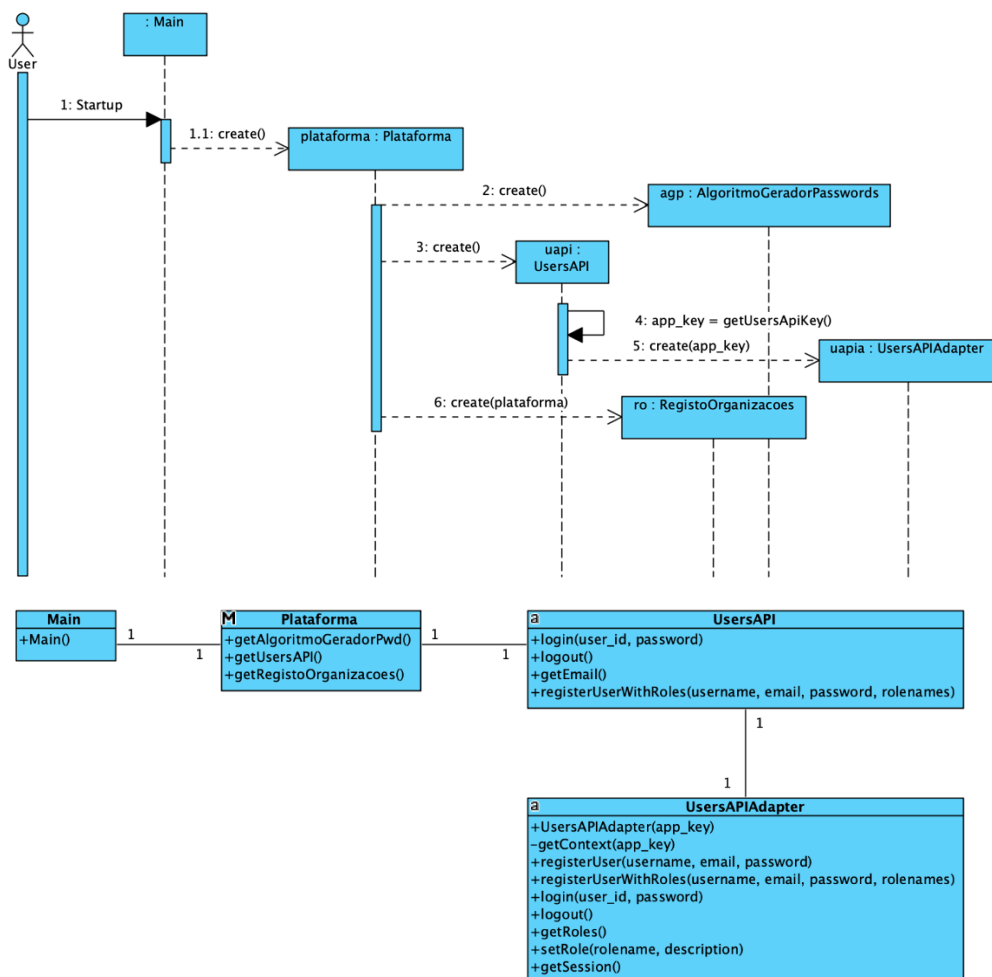 : Main
User
1: Startup
1.1: create()
plataforma : Plataforma
2: create()
agp : AlgoritmoGeradorPasswords
3: create()
uapi :
UsersAPI
4: app_key = getUsersApiKey()
5: create(app_key)
uapia : UsersAPIAdapter
6: create(plataforma)
ro : RegistoOrganizacoes
Main
+Main()
1
1
M
Plataforma
+getAlgoritmoGeradorPwd()
+getUsersAPI()
+getRegistoOrganizacoes()
1
1
a
UsersAPI
+login(user_id, password)
+logout()
+getEmail()
+registerUserWithRoles(username, email, password, rolenames)
1
1
a
UsersAPIAdapter
+UsersAPIAdapter(app_key)
-getContext(app_key)
+registerUser(username, email, password)
+registerUserWithRoles(username, email, password, rolenames)
+login(user_id, password)
+logout()
+getRoles()
+setRole(rolename, description)
+getSession()